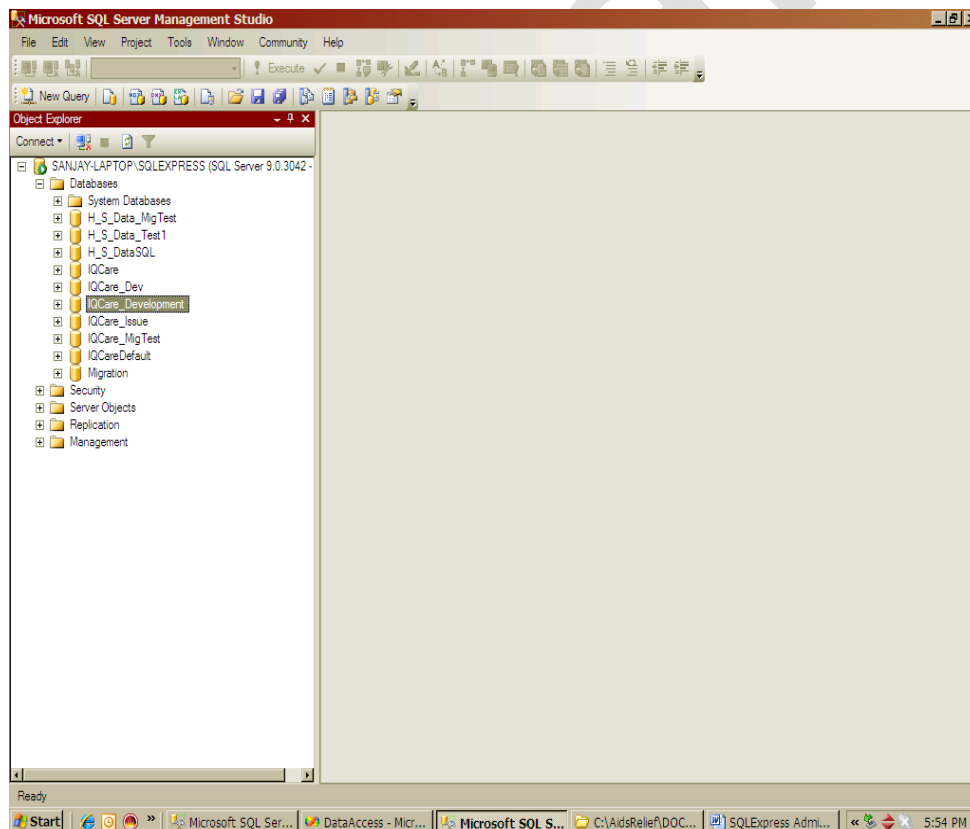 Microsoft SQL Server Management Studio
File Edit View Project Tools Window Community Help
Execute
New Query
Object Explorer
Connect
SANJAY-LAPTOP\SQLEXPRESS (SQL Server 9.0.3042 -
Databases
System Databases
H_S_Data_MigTest
H_S_Data_Test1
H_S_DataSQL
IQCare
IQCare_Dev
IQCare_Development
IQCare_Issue
IQCare_MigTest
IQCareDefault
Migration
Security
Server Objects
Replication
Management
Ready
Start » Microsoft SQL Ser... DataAccess - Micr... Microsoft SQL S... C:\AidsRelief\DOC... SQLExpress Admi... « 5:54 PM